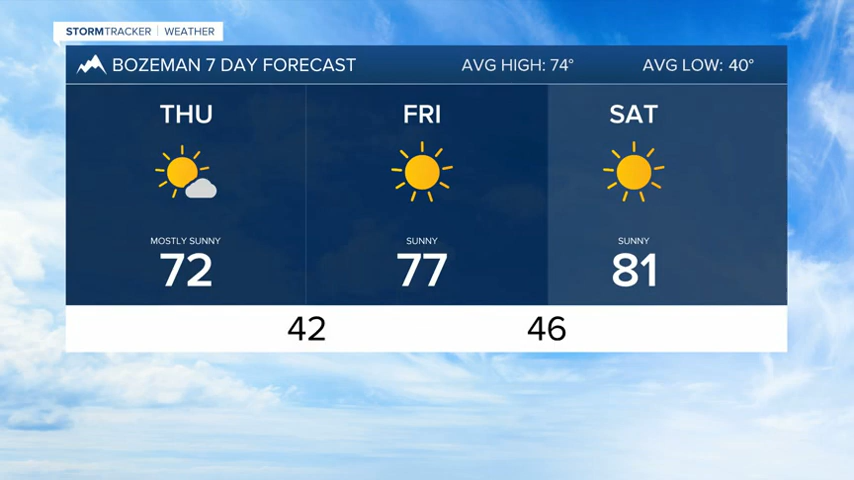 STORMTRACKER | WEATHER
BOZEMAN 7 DAY FORECAST AVG HIGH: 74° AVG LOW: 40°
THU FRI SAT
MOSTLY SUNNY SUNNY SUNNY
72 77 81
42 46